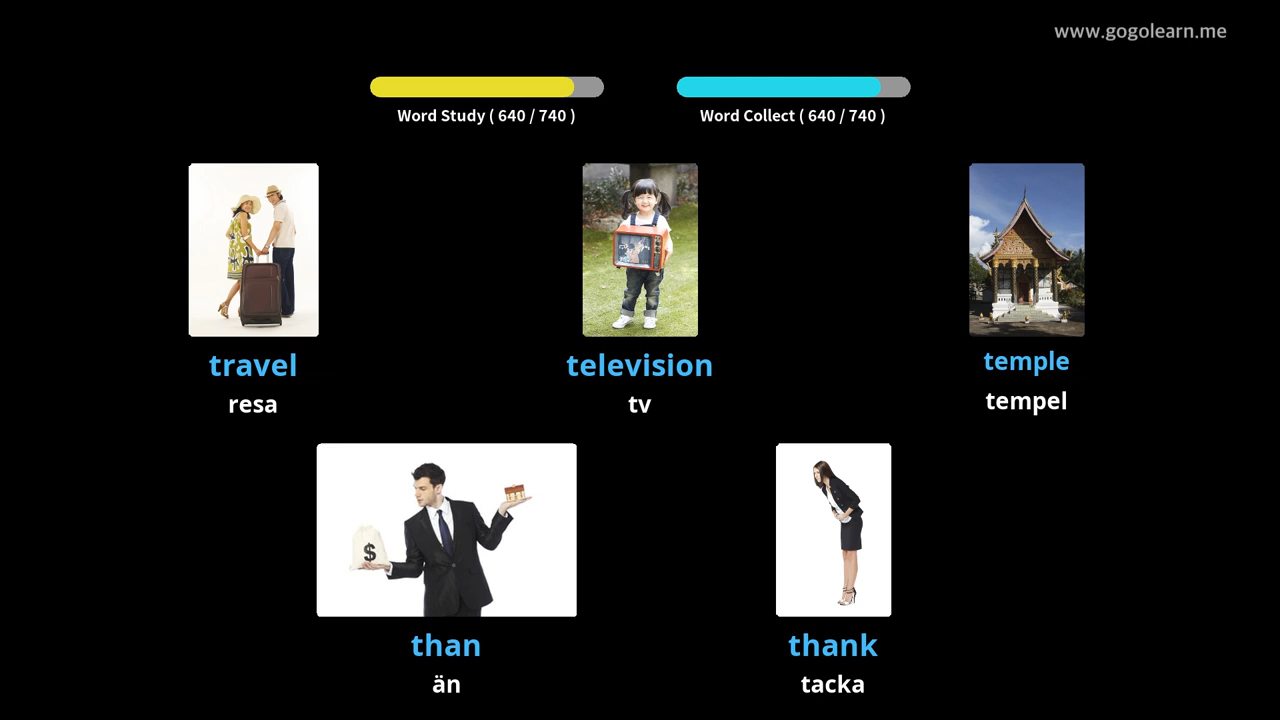 www.gogolearn.me
Word Study ( 640 / 740 )
Word Collect ( 640 / 740 )
travel
resa
television
tv
temple
tempel
$
than
än
thank
tacka